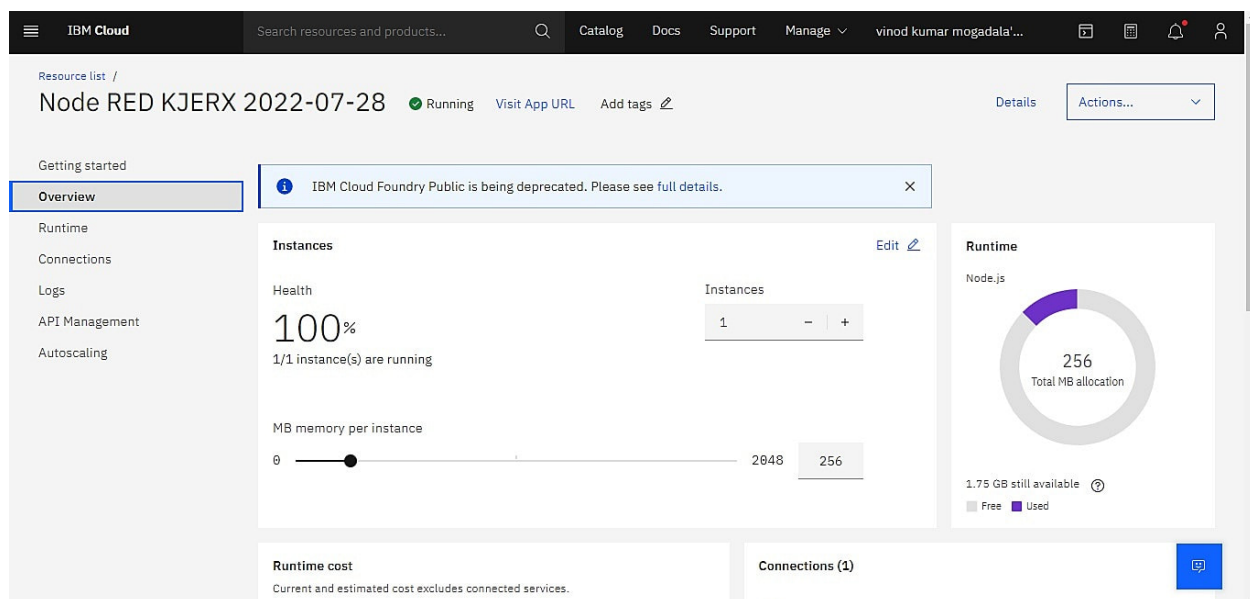 IBM Cloud
Search resources and products...
Catalog
Docs
Support
Manage
vinod kumar mogadala'...
Resource list /
Node RED KJERX 2022-07-28
Running
Visit App URL
Add tags
Details
Actions...
Getting started
Overview
Runtime
Connections
Logs
API Management
Autoscaling
IBM Cloud Foundry Public is being deprecated. Please see full details.
Instances
Edit
Health
100%
1/1 instance(s) are running
Instances
1
MB memory per instance
0
2048
256
Runtime
Node.js
256
Total MB allocation
1.75 GB still available
Free
Used
Runtime cost
Current and estimated cost excludes connected services.
Connections (1)